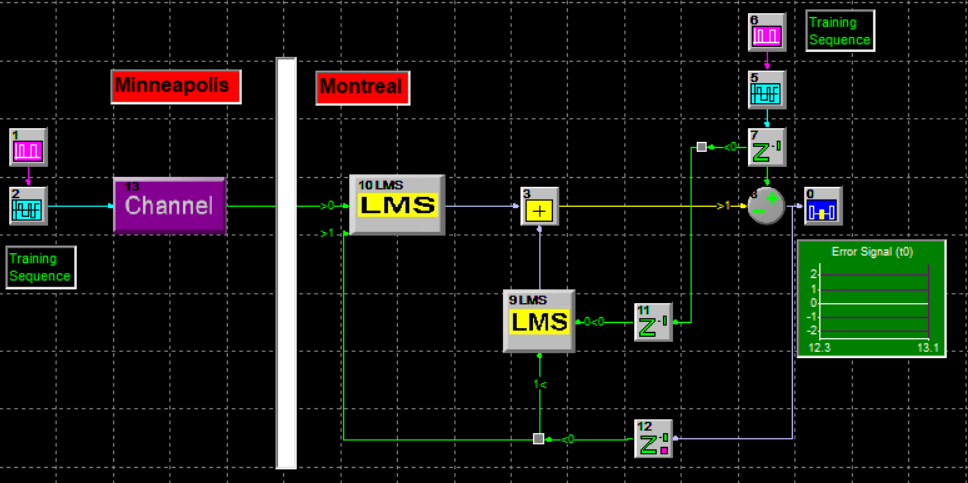 6
Training
Sequence
Minneapolis
Montreal
5
1
7
Z-1
<0
2
13
Channel
10 LMS
LMS
>0
>1
3
+
>1
+
-
0
Training
Sequence
Error Signal (t0)
2
1
0
-1
-2
12.3
13.1
9 LMS
LMS
0<0
11
Z-1
1<
<0
12
Z-1